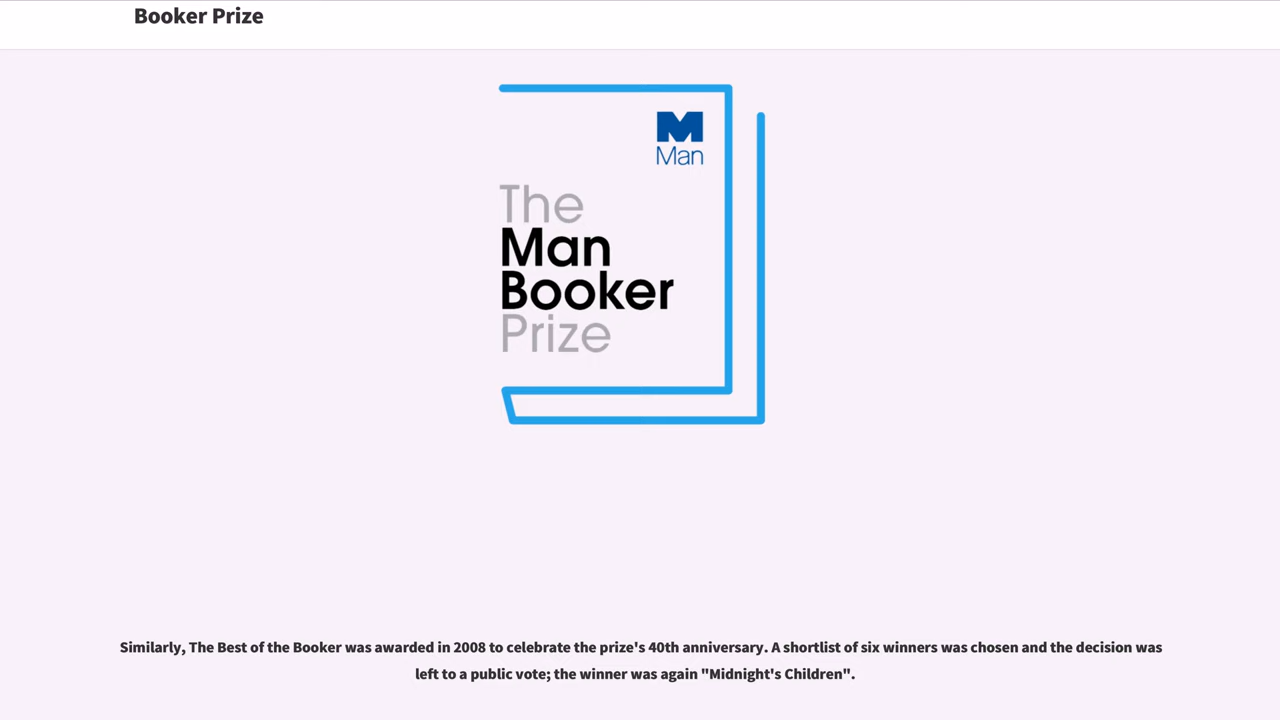 Booker Prize
M
Man
The
Man
Booker
Prize
Similarly, The Best of the Booker was awarded in 2008 to celebrate the prize's 40th anniversary. A shortlist of six winners was chosen and the decision was
left to a public vote; the winner was again "Midnight's Children".